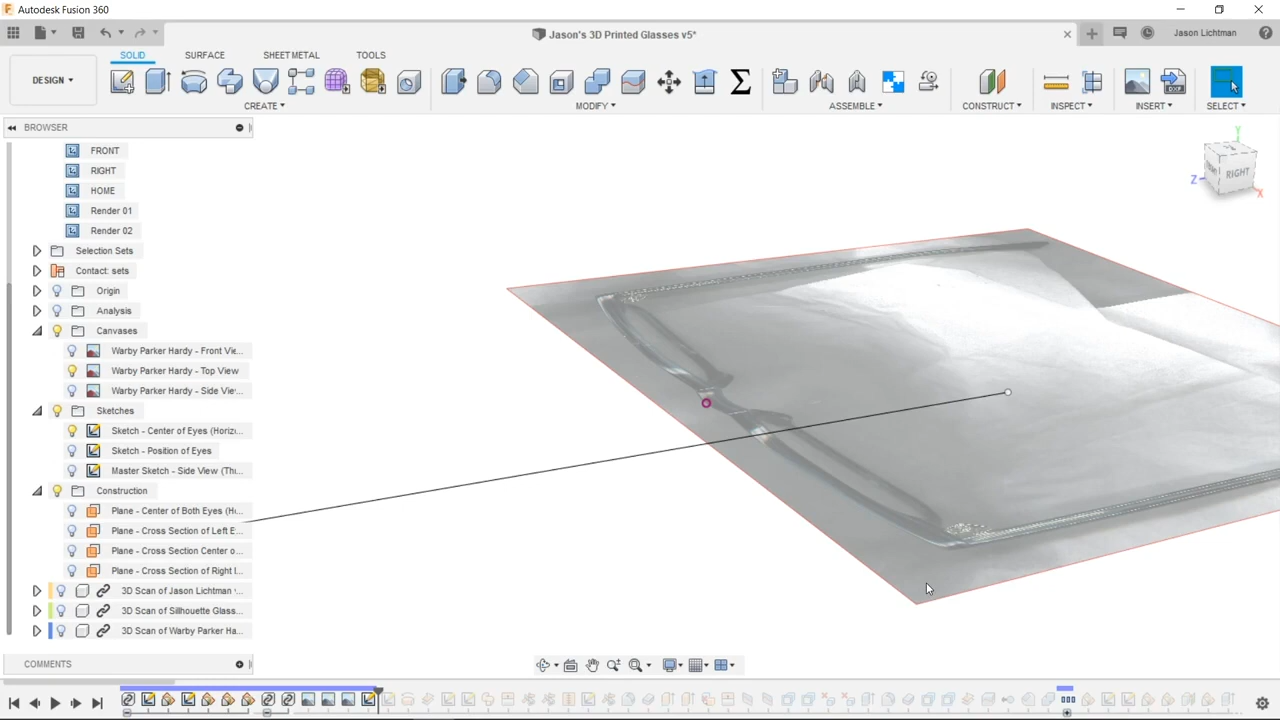 Autodesk Fusion 360
Jason's 3D Printed Glasses v5*
Jason Lichtman
DESIGN
SOLID
SURFACE
SHEET METAL
TOOLS
CREATE
MODIFY
ASSEMBLE
CONSTRUCT
INSPECT
INSERT
SELECT
BROWSER
FRONT
RIGHT
HOME
Render 01
Render 02
Selection Sets
Contact: sets
Origin
Analysis
Canvases
Warby Parker Hardy - Front Vie...
Warby Parker Hardy - Top View
Warby Parker Hardy - Side Vie...
Sketches
Sketch - Center of Eyes (Horiz...
Sketch - Position of Eyes
Master Sketch - Side View (Thi...
Construction
Plane - Center of Both Eyes (Ho...
Plane - Cross Section of Left E...
Plane - Cross Section Center o...
Plane - Cross Section of Right l...
3D Scan of Jason Lichtman
3D Scan of Sillhouette Glass...
3D Scan of Warby Parker Ha...
COMMENTS
Y
RIGHT
Z
X